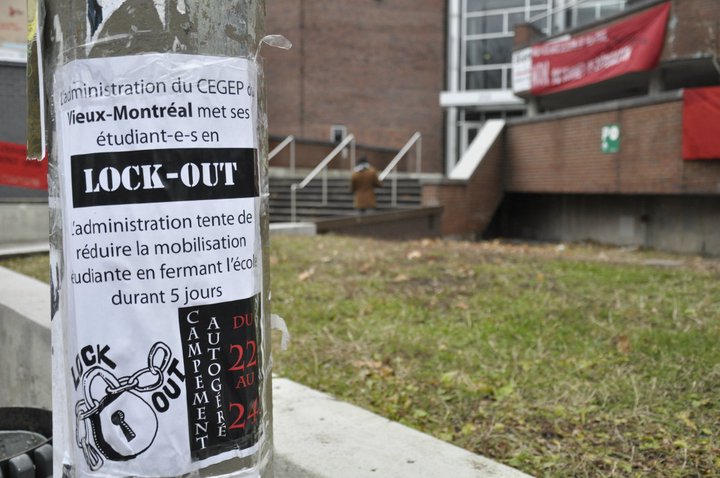 L'administration du CEGEP du
Vieux-Montréal met ses
étudiant-e-s en
LOCK-OUT
L'administration tente de
réduire la mobilisation
étudiante en fermant l'école
durant 5 jours
LOCK
OUT
CAMPEMENT
AUTOGÉRÉ
DU
22
AU
24